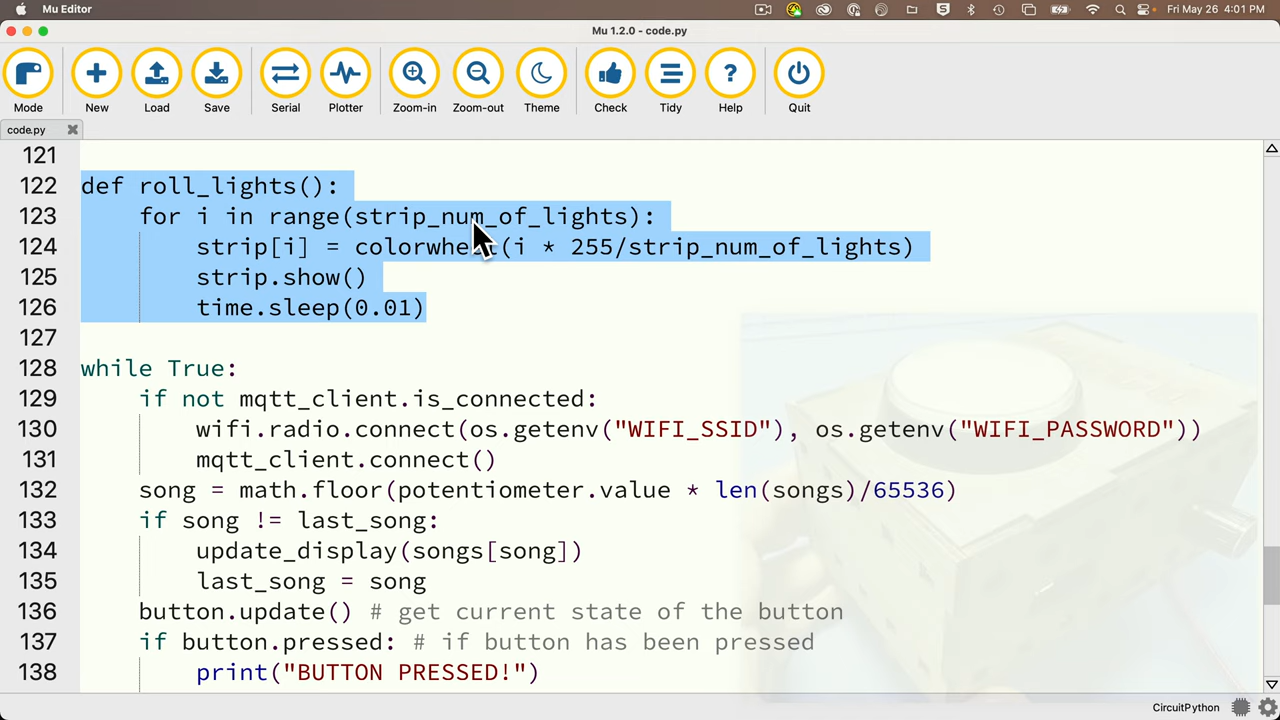 Mu Editor
Fri May 26 4:01 PM
Mu 1.2.0 - code.py
Mode
New
Load
Save
Serial
Plotter
Zoom-in
Zoom-out
Theme
Check
Tidy
Help
Quit
code.py
121
122 def roll_lights():
123 for i in range(strip_num_of_lights):
124 strip[i] = colorwheel(i * 255/strip_num_of_lights)
125 strip.show()
126 time.sleep(0.01)
127
128 while True:
129 if not mqtt_client.is_connected:
130 wifi.radio.connect(os.getenv("WIFI_SSID"), os.getenv("WIFI_PASSWORD"))
131 mqtt_client.connect()
132 song = math.floor(potentiometer.value * len(songs)/65536)
133 if song != last_song:
134 update_display(songs[song])
135 last_song = song
136 button.update() # get current state of the button
137 if button.pressed: # if button has been pressed
138 print("BUTTON PRESSED!")
CircuitPython